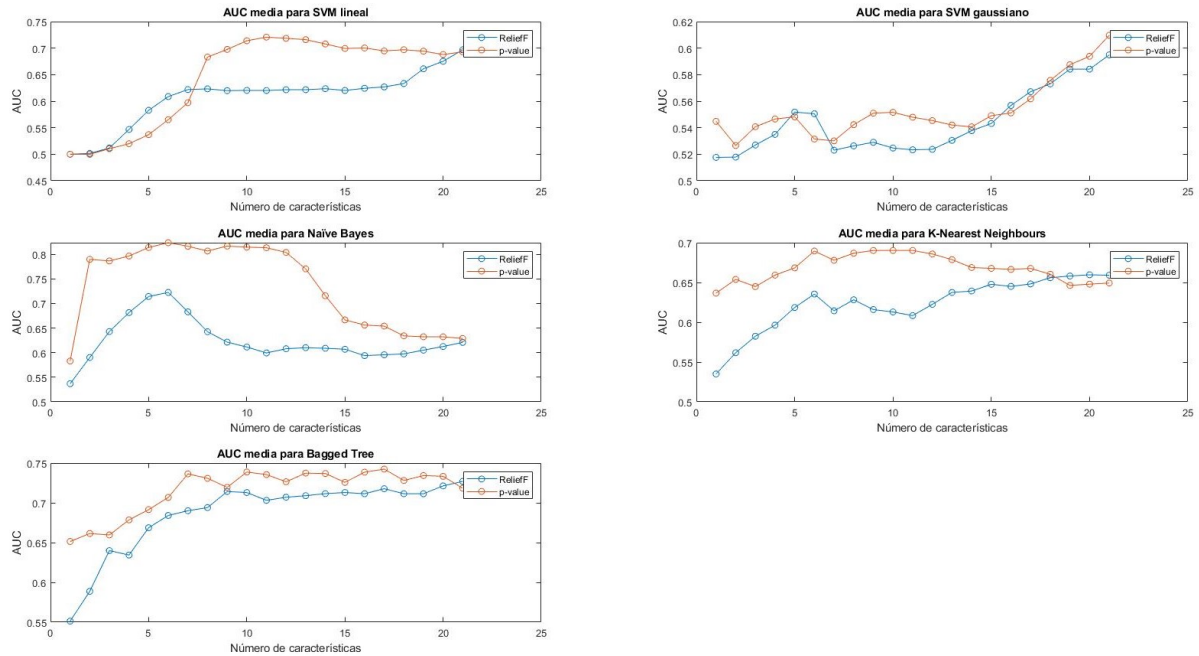 AUC media para SVM lineal
0.75
0.7
0.65
0.6
0.55
0.5
0.45
AUC
0
5
10
15
20
25
Número de características
ReliefF
p-value
AUC media para SVM gaussiano
0.62
0.6
0.58
0.56
0.54
0.52
0.5
AUC
0
5
10
15
20
25
Número de características
ReliefF
p-value
AUC media para Naïve Bayes
0.8
0.75
0.7
0.65
0.6
0.55
0.5
AUC
0
5
10
15
20
25
Número de características
ReliefF
p-value
AUC media para K-Nearest Neighbours
0.7
0.65
0.6
0.55
0.5
AUC
0
5
10
15
20
25
Número de características
ReliefF
p-value
AUC media para Bagged Tree
0.75
0.7
0.65
0.6
0.55
AUC
0
5
10
15
20
25
Número de características
ReliefF
p-value